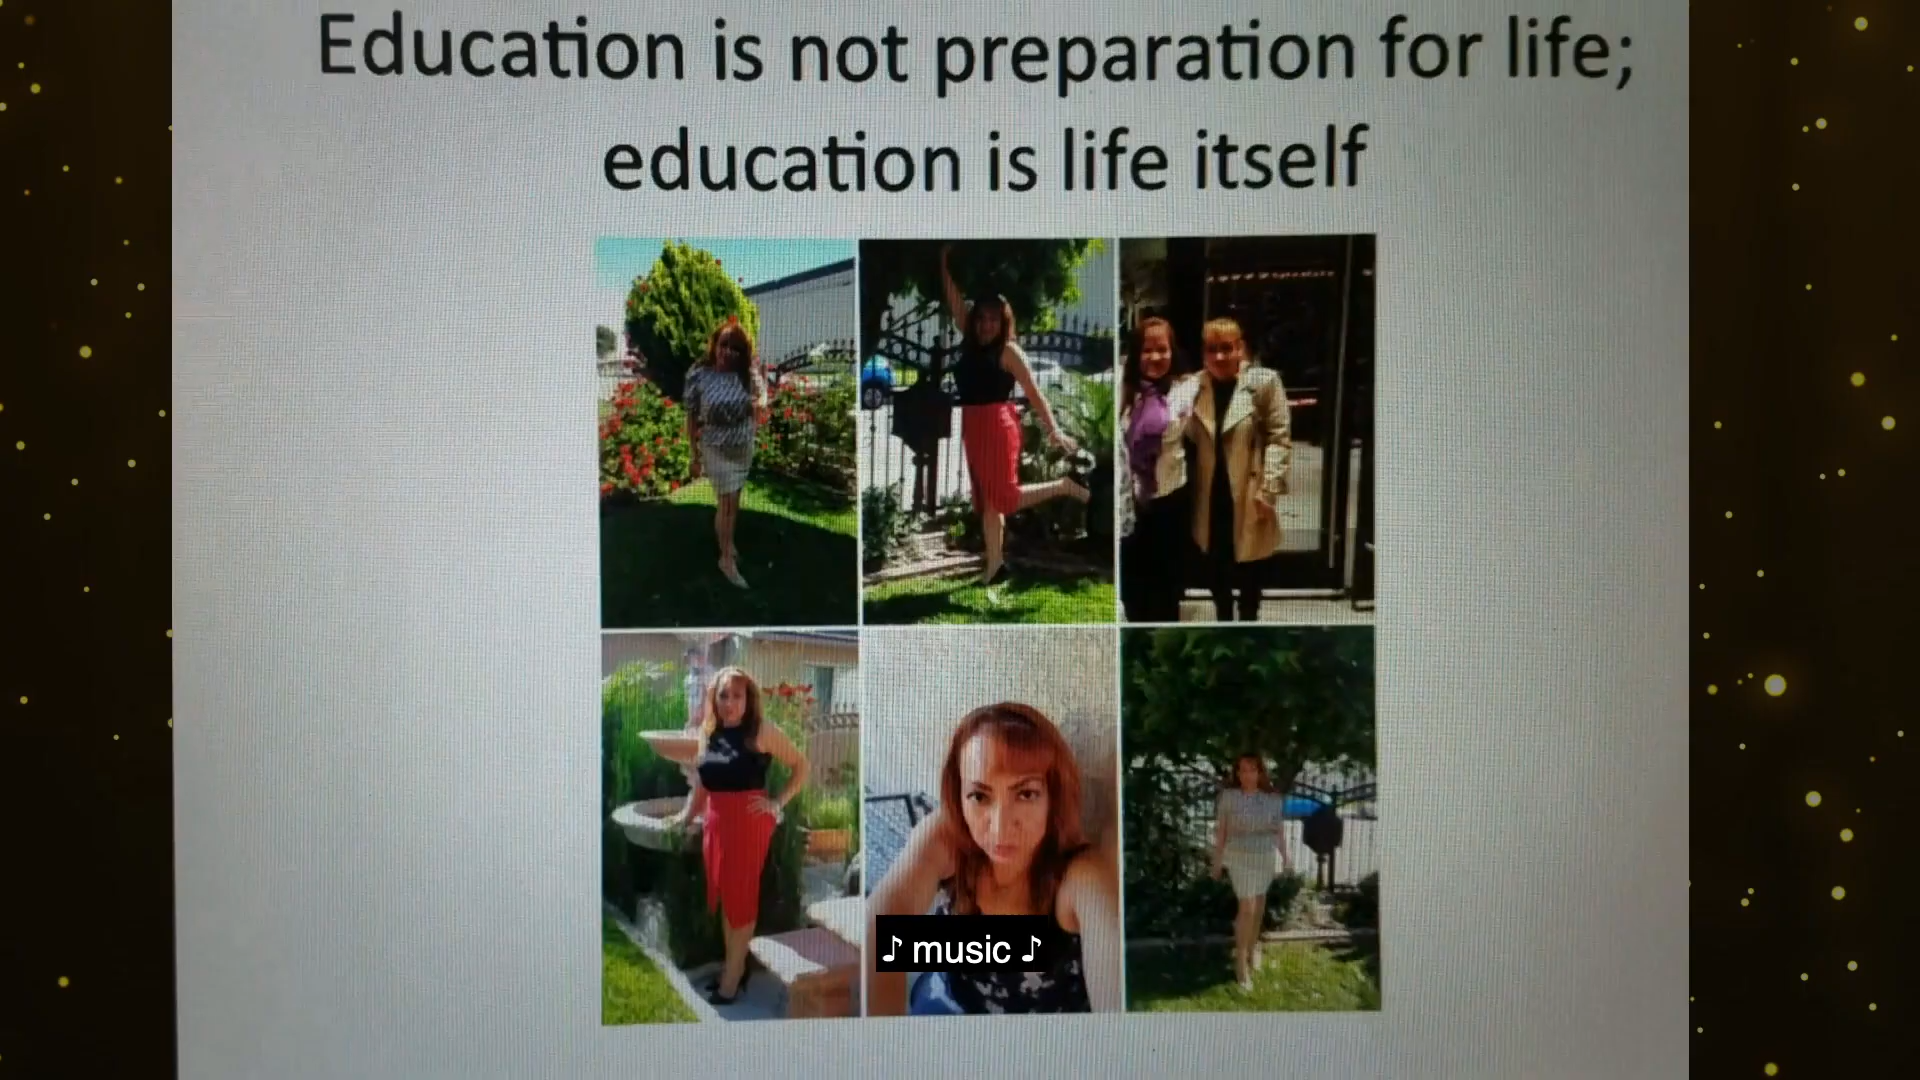 Education is not preparation for life;
education is life itself
♪ music ♪